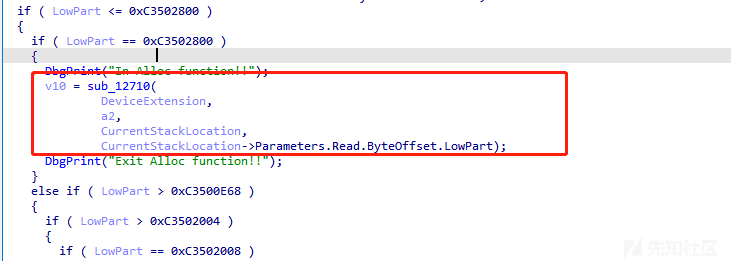 if ( LowPart <= 0xC3502800 )
{
if ( LowPart == 0xC3502800 )
{
DbgPrint("In Alloc function!!");
v10 = sub_12710(
DeviceExtension,
a2,
CurrentStackLocation,
CurrentStackLocation->Parameters.Read.ByteOffset.LowPart);
DbgPrint("Exit Alloc function!!");
}
else if ( LowPart > 0xC3500E68 )
{
if ( LowPart > 0xC3502004 )
{
if ( LowPart == 0xC3502008 )
先知社区